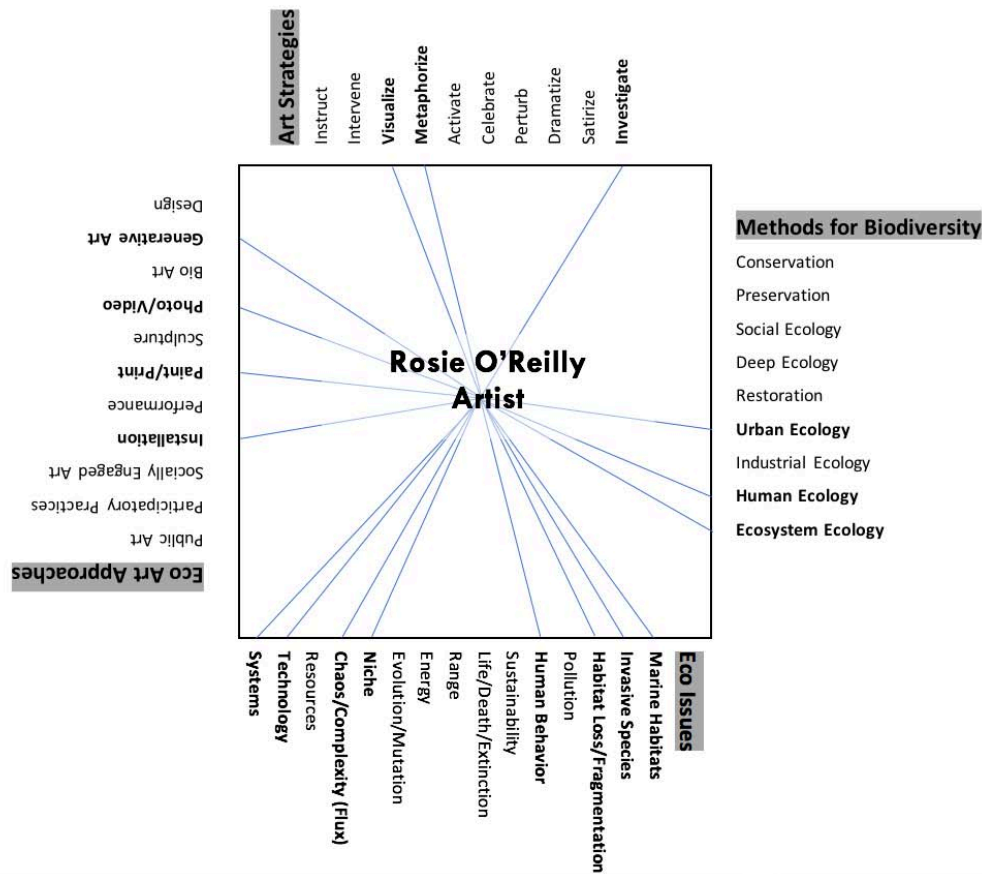 Art Strategies
Instruct
Intervene
Visualize
Metaphorize
Activate
Celebrate
Perturb
Dramatize
Satirize
Investigate
Eco Art Approaches
Public Art
Participatory Practices
Socially Engaged Art
Installation
Performance
Paint/Print
Sculpture
Photo/Video
Bio Art
Generative Art
Design
Rosie O'Reilly
Artist
Methods for Biodiversity
Conservation
Preservation
Social Ecology
Deep Ecology
Restoration
Urban Ecology
Industrial Ecology
Human Ecology
Ecosystem Ecology
Eco Issues
Marine Habitats
Invasive Species
Habitat Loss/Fragmentation
Pollution
Human Behavior
Sustainability
Life/Death/Extinction
Range
Energy
Evolution/Mutation
Niche
Chaos/Complexity (Flux)
Resources
Technology
Systems